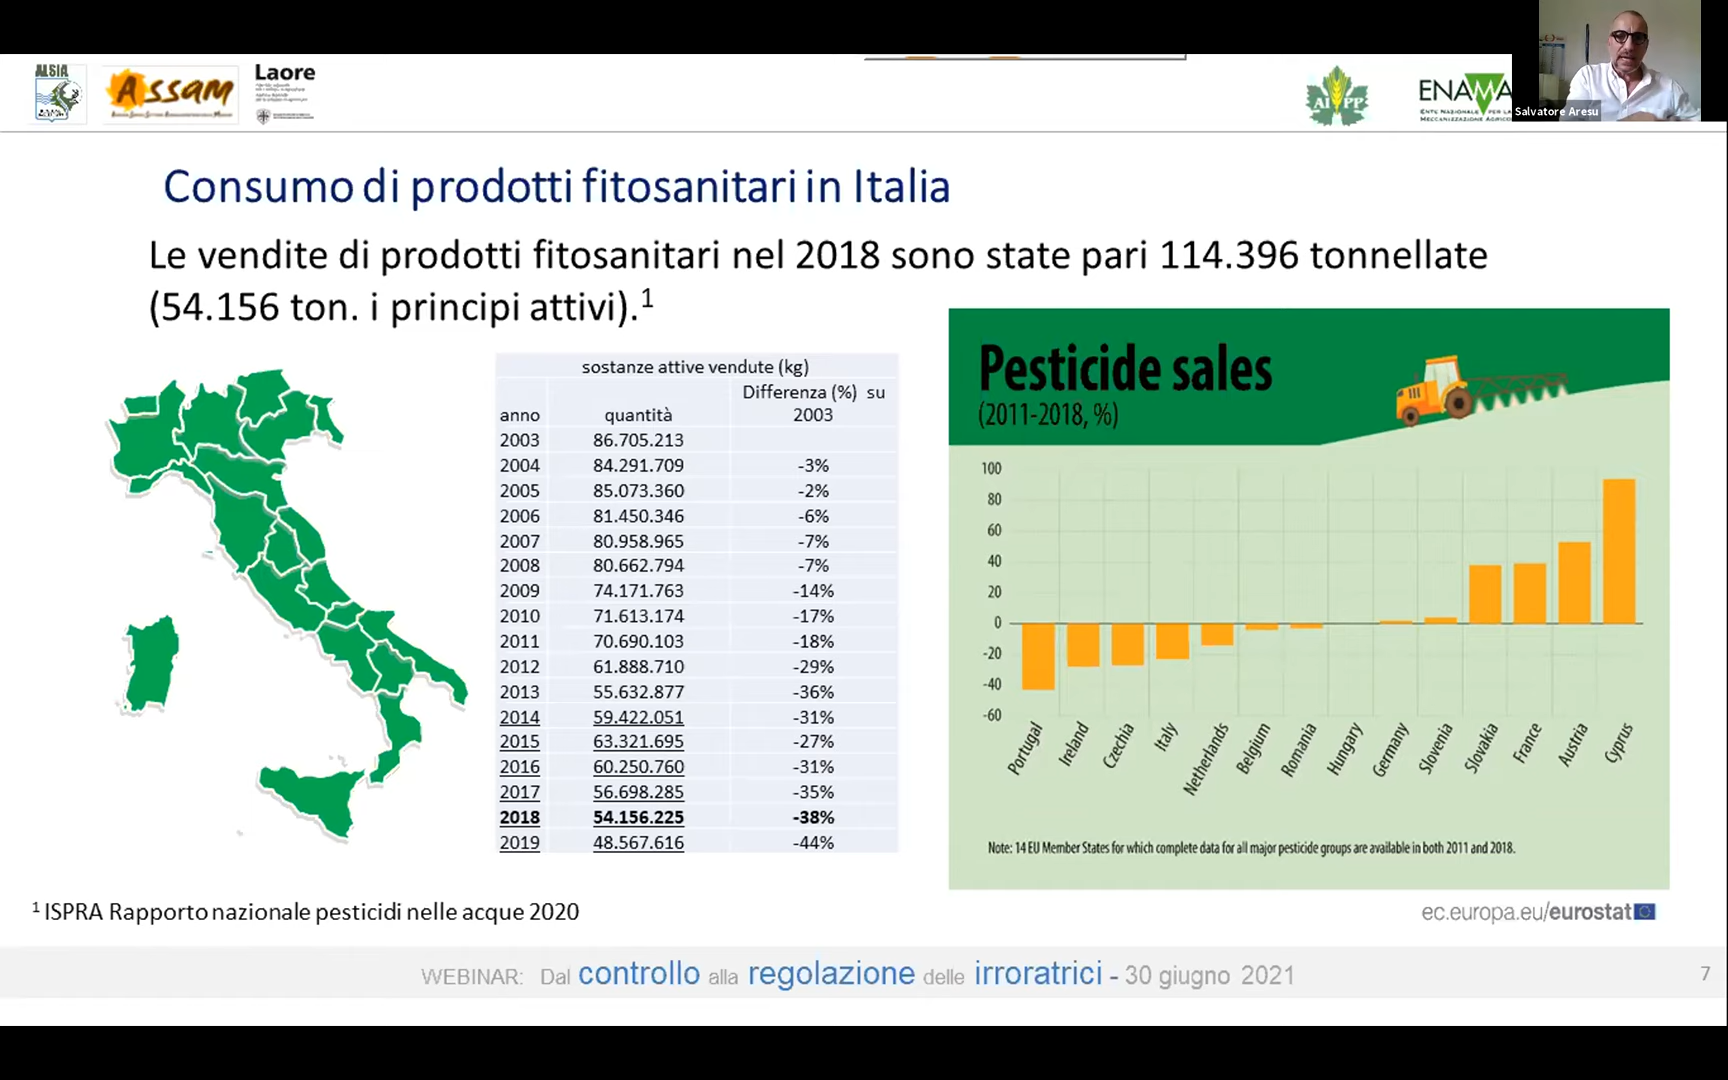 ALSIA
ASSAM
Laore
AIPP
ENAMA
ENTE NAZIONALE PER LA
MECCANIZZAZIONE AGRICO
Salvatore Aresu
Consumo di prodotti fitosanitari in Italia
Le vendite di prodotti fitosanitari nel 2018 sono state pari 114.396 tonnellate
(54.156 ton. i principi attivi).¹
sostanze attive vendute (kg)
anno quantità Differenza (%) su 2003
2003 86.705.213
2004 84.291.709 -3%
2005 85.073.360 -2%
2006 81.450.346 -6%
2007 80.958.965 -7%
2008 80.662.794 -7%
2009 74.171.763 -14%
2010 71.613.174 -17%
2011 70.690.103 -18%
2012 61.888.710 -29%
2013 55.632.877 -36%
2014 59.422.051 -31%
2015 63.321.695 -27%
2016 60.250.760 -31%
2017 56.698.285 -35%
2018 54.156.225 -38%
2019 48.567.616 -44%
Pesticide sales
(2011-2018, %)
100
80
60
40
20
0
-20
-40
-60
Portugal Ireland Czechia Italy Netherlands Belgium Romania Hungary Germany Slovenia Slovakia France Austria Cyprus
Note: 14 EU Member States for which complete data for all major pesticide groups are available in both 2011 and 2018.
¹ ISPRA Rapporto nazionale pesticidi nelle acque 2020
ec.europa.eu/eurostat
WEBINAR: Dal controllo alla regolazione delle irroratrici - 30 giugno 2021
7